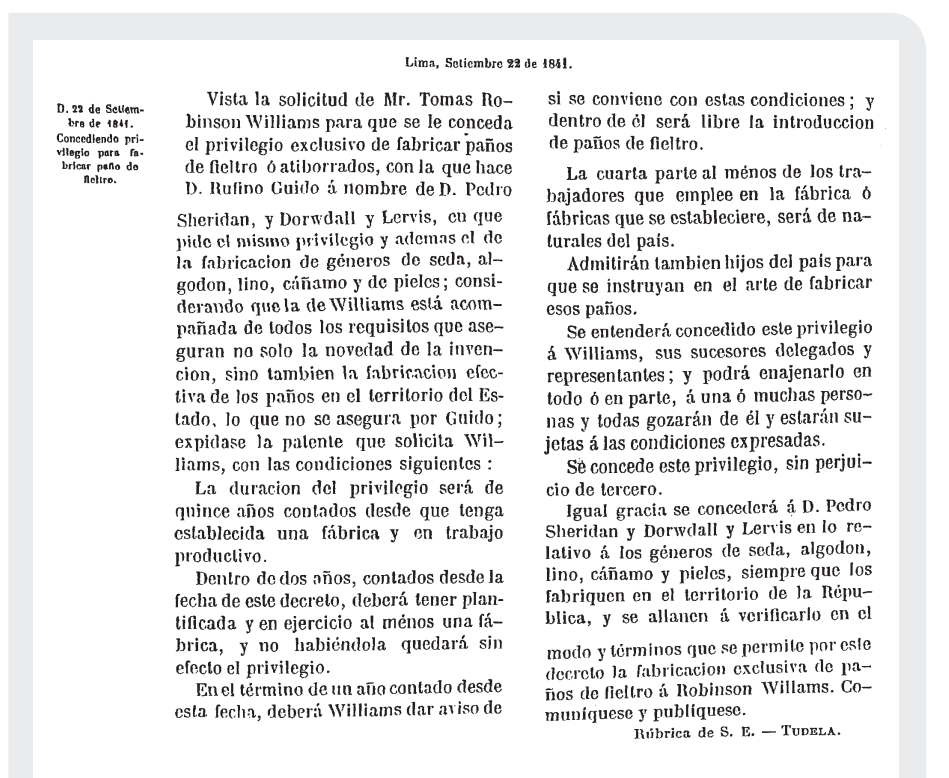 Lima, Setiembre 22 de 1841.
D. 22 de Setiem-
bre de 1841.
Concediendo pri-
vilegio para fa-
bricar paño de
fieltro.
Vista la solicitud de Mr. Tomas Ro-
binson Williams para que se le conceda
el privilegio exclusivo de fabricar paños
de fieltro ó atiborrados, con la que hace
D. Rufino Guido á nombre de D. Pedro
Sheridan, y Dorwdall y Lervis, en que
pide el mismo privilegio y ademas el de
la fabricacion de géneros de seda, al-
godon, lino, cáñamo y de pieles; consi-
derando que la de Williams está acom-
pañada de todos los requisitos que ase-
guran no solo la novedad de la inven-
cion, sino tambien la fabricacion efec-
tiva de los paños en el territorio del Es-
tado, lo que no se asegura por Guido;
expidase la patente que solicita Wil-
liams, con las condiciones siguientes :
La duracion del privilegio será de
quince años contados desde que tenga
establecida una fábrica y en trabajo
productivo.
Dentro de dos años, contados desde la
fecha de este decreto, deberá tener plan-
tificada y en ejercicio al ménos una fá-
brica, y no habiéndola quedará sin
efecto el privilegio.
En el término de un año contado desde
esta fecha, deberá Williams dar aviso de
si se conviene con estas condiciones; y
dentro de él será libre la introduccion
de paños de fieltro.
La cuarta parte al ménos de los tra-
bajadores que emplee en la fábrica ó
fábricas que se estableciere, será de na-
turales del país.
Admitirán tambien hijos del país para
que se instruyan en el arte de fabricar
esos paños.
Se entenderá concedido este privilegio
á Williams, sus sucesores delegados y
representantes; y podrá enajenarlo en
todo ó en parte, á una ó muchas perso-
nas y todas gozarán de él y estarán su-
jetas á las condiciones expresadas.
Se concede este privilegio, sin perjui-
cio de tercero.
Igual gracia se concederá á D. Pedro
Sheridan y Dorwdall y Lervis en lo re-
lativo á los géneros de seda, algodon,
lino, cáñamo y pieles, siempre que los
fabriquen en el territorio de la Répu-
blica, y se allanen á verificarlo en el
modo y términos que se permite por este
decreto la fabricacion exclusiva de pa-
ños de fieltro á Robinson Willams. Co-
muníquese y publíquese.
Rúbrica de S. E. — TUDELA.